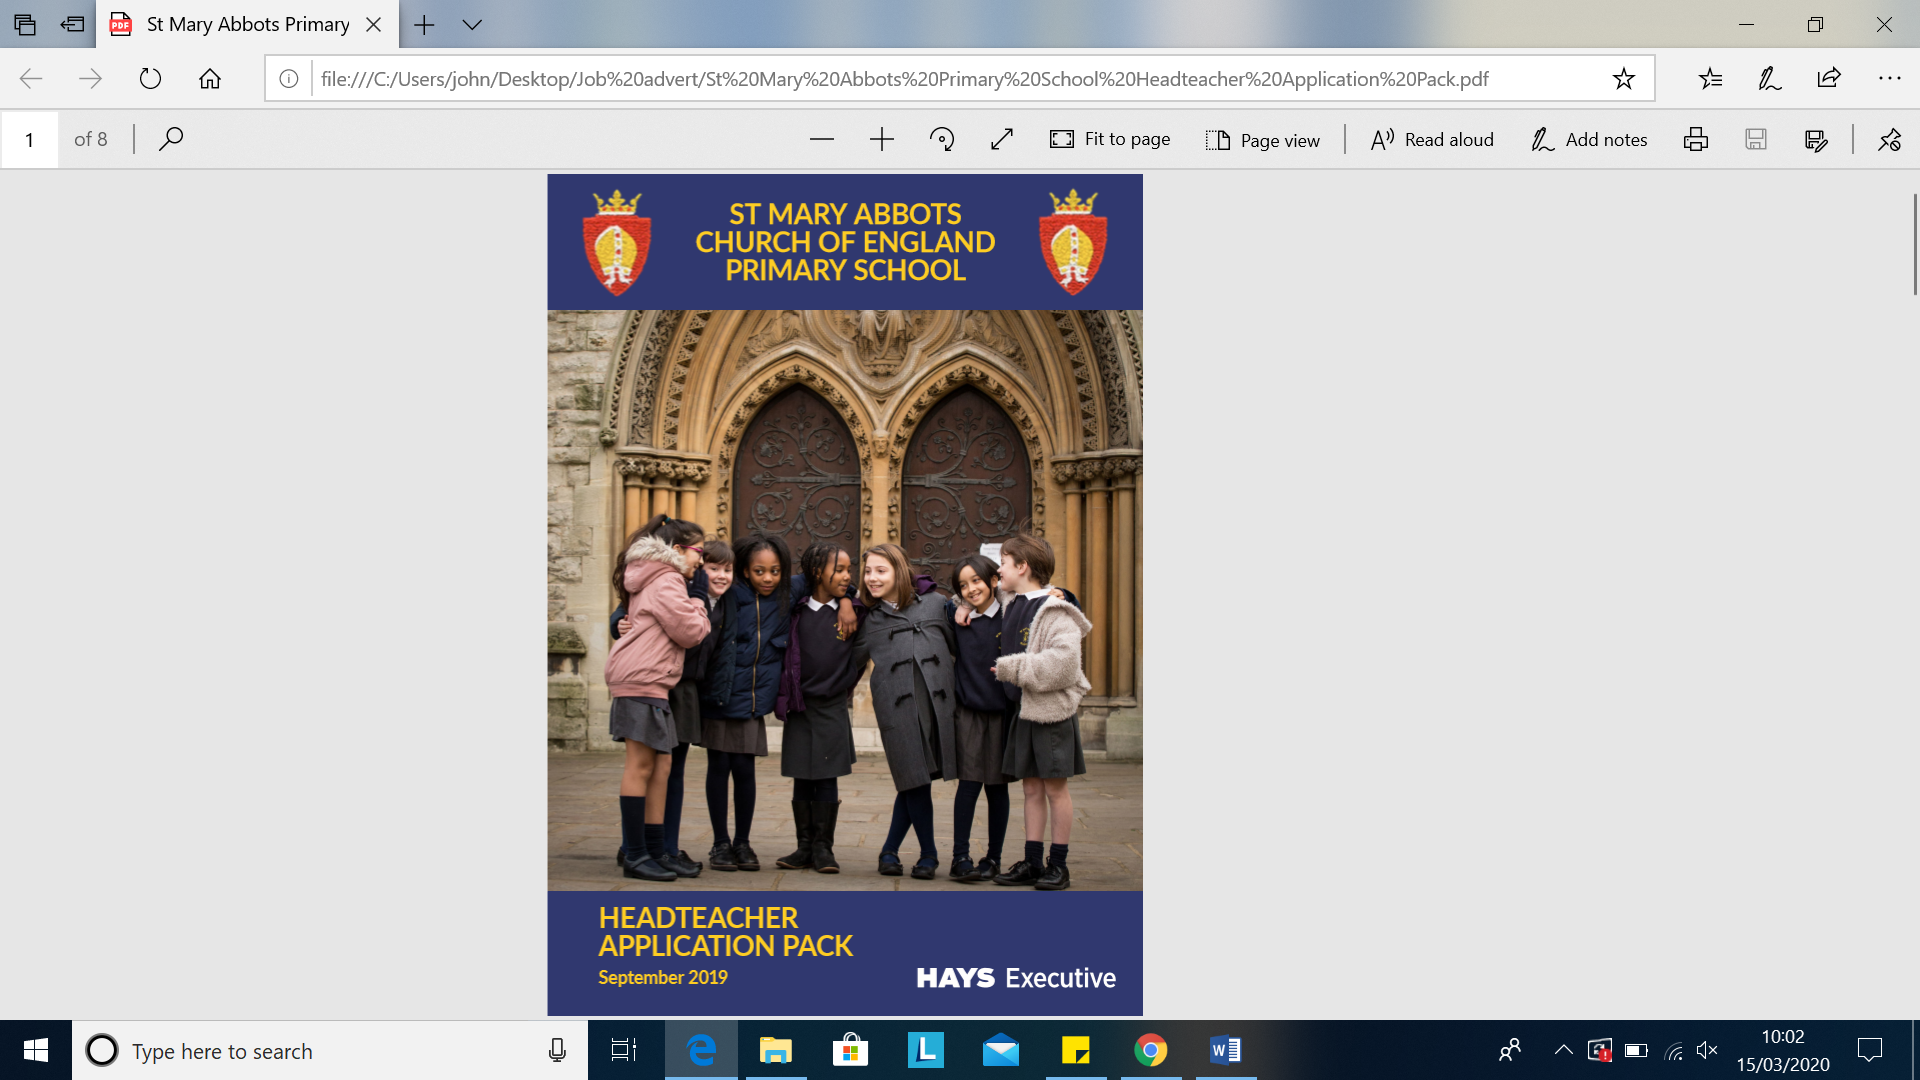 St Mary Abbots Primary
file:///C:/Users/john/Desktop/Job%20advert/St%20Mary%20Abbots%20Primary%20School%20Headteacher%20Application%20Pack.pdf
1 of 8
Fit to page
Page view
Read aloud
Add notes
ST MARY ABBOTS
CHURCH OF ENGLAND
PRIMARY SCHOOL
HEADTEACHER
APPLICATION PACK
September 2019
HAYS Executive
Type here to search
10:02
15/03/2020